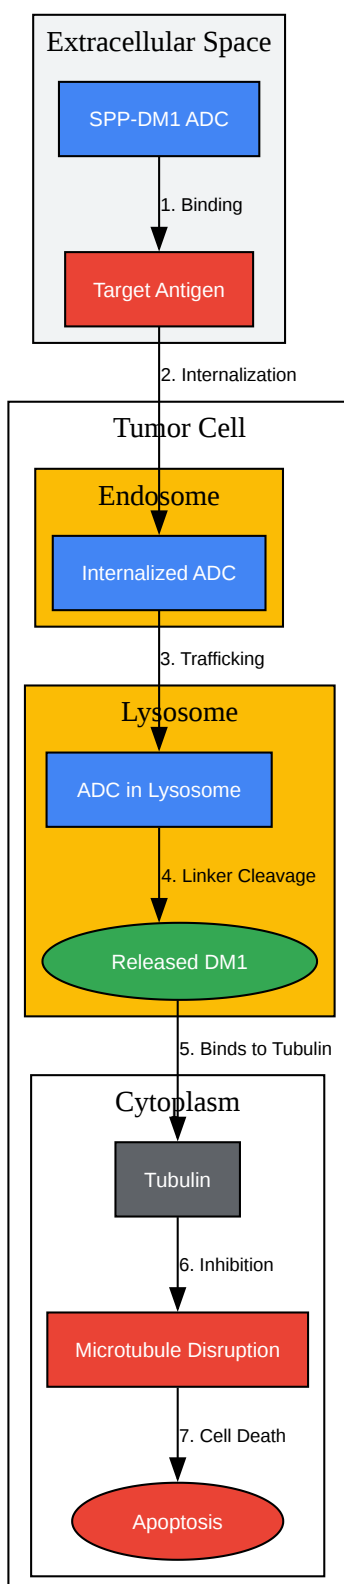 Extracellular Space
SPP-DM1 ADC
1. Binding
Target Antigen
2. Internalization
Tumor Cell
Endosome
Internalized ADC
3. Trafficking
Lysosome
ADC in Lysosome
4. Linker Cleavage
Released DM1
5. Binds to Tubulin
Cytoplasm
Tubulin
6. Inhibition
Microtubule Disruption
7. Cell Death
Apoptosis